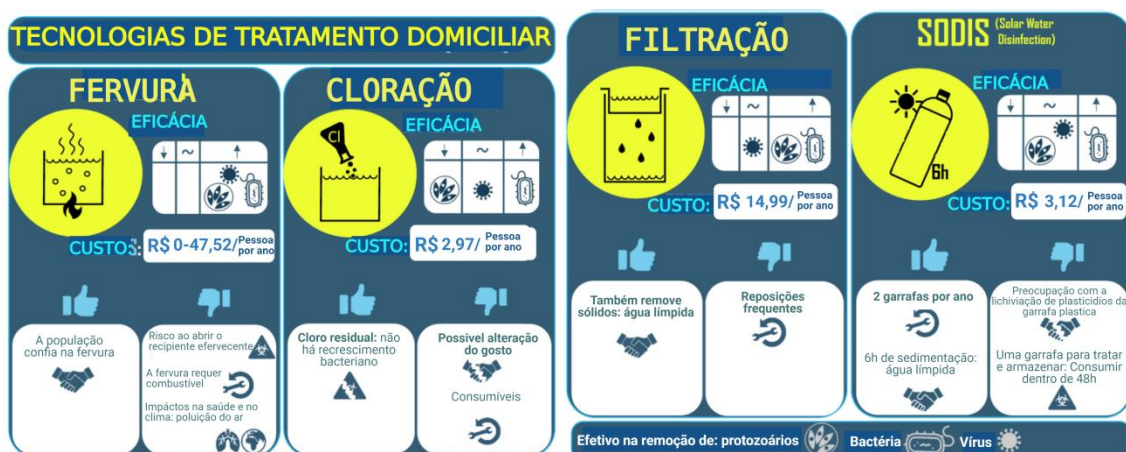 TECNOLOGIAS DE TRATAMENTO DOMICILIAR
FERVURA
EFICÁCIA
↓ ~ ↑
CUSTOS:
R$ 0-47,52/ Pessoa
por ano
A população
confia na fervura
Risco ao abrir o
recipiente efervecente
A fervura requer
combustível
Impáctos na saúde e no
clima: poluição do ar
CLORAÇÃO
Cl
EFICÁCIA
↓ ~ ↑
CUSTO:
R$ 2,97/ Pessoa
por ano
Cloro residual: não
há recrescimento
bacteriano
Possivel alteração
do gosto
Consumíveis
FILTRAÇÃO
EFICÁCIA
↓ ~ ↑
CUSTO:
R$ 14,99/ Pessoa
por ano
Também remove
sólidos: água límpida
Reposições
frequentes
SODIS (Solar Water
Disinfection)
6h
EFICÁCIA
↓ ~ ↑
CUSTO:
R$ 3,12/ Pessoa
por ano
2 garrafas por ano
6h de sedimentação:
água límpida
Preocupação com a
lichiviação de plasticidios da
garrafa plastica
Uma garrafa para tratar
e armazenar: Consumir
dentro de 48h
Efetivo na remoção de: protozoários Bactéria Vírus